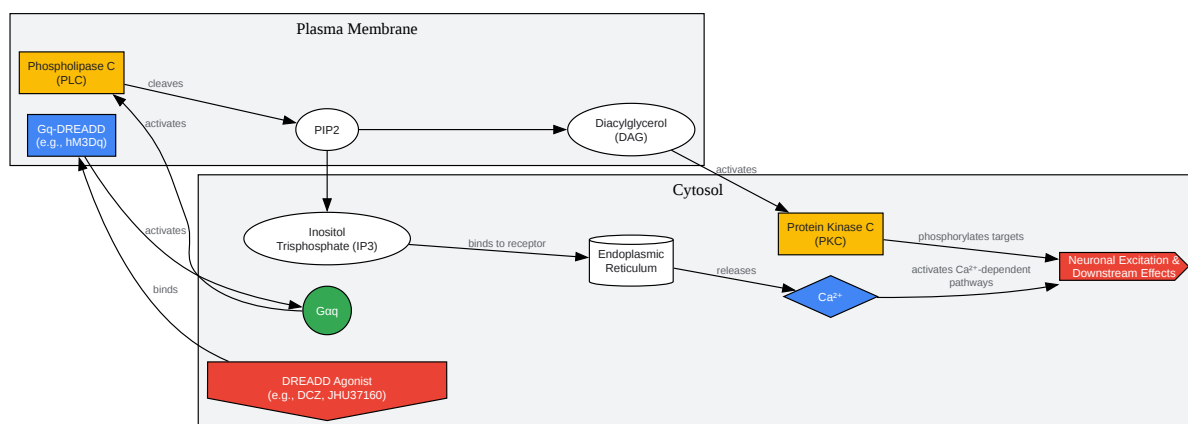 Plasma Membrane
Phospholipase C
(PLC)
cleaves
Gq-DREADD
(e.g., hM3Dq)
activates
PIP2
Diacylglycerol
(DAG)
activates
Cytosol
Inositol
Trisphosphate (IP3)
activates
binds to receptor
Endoplasmic
Reticulum
Protein Kinase C
(PKC)
phosphorylates targets
Neuronal Excitation &
Downstream Effects
releases
activates Ca²⁺-dependent
pathways
Ca²⁺
binds
Gαq
DREADD Agonist
(e.g., DCZ, JHU37160)